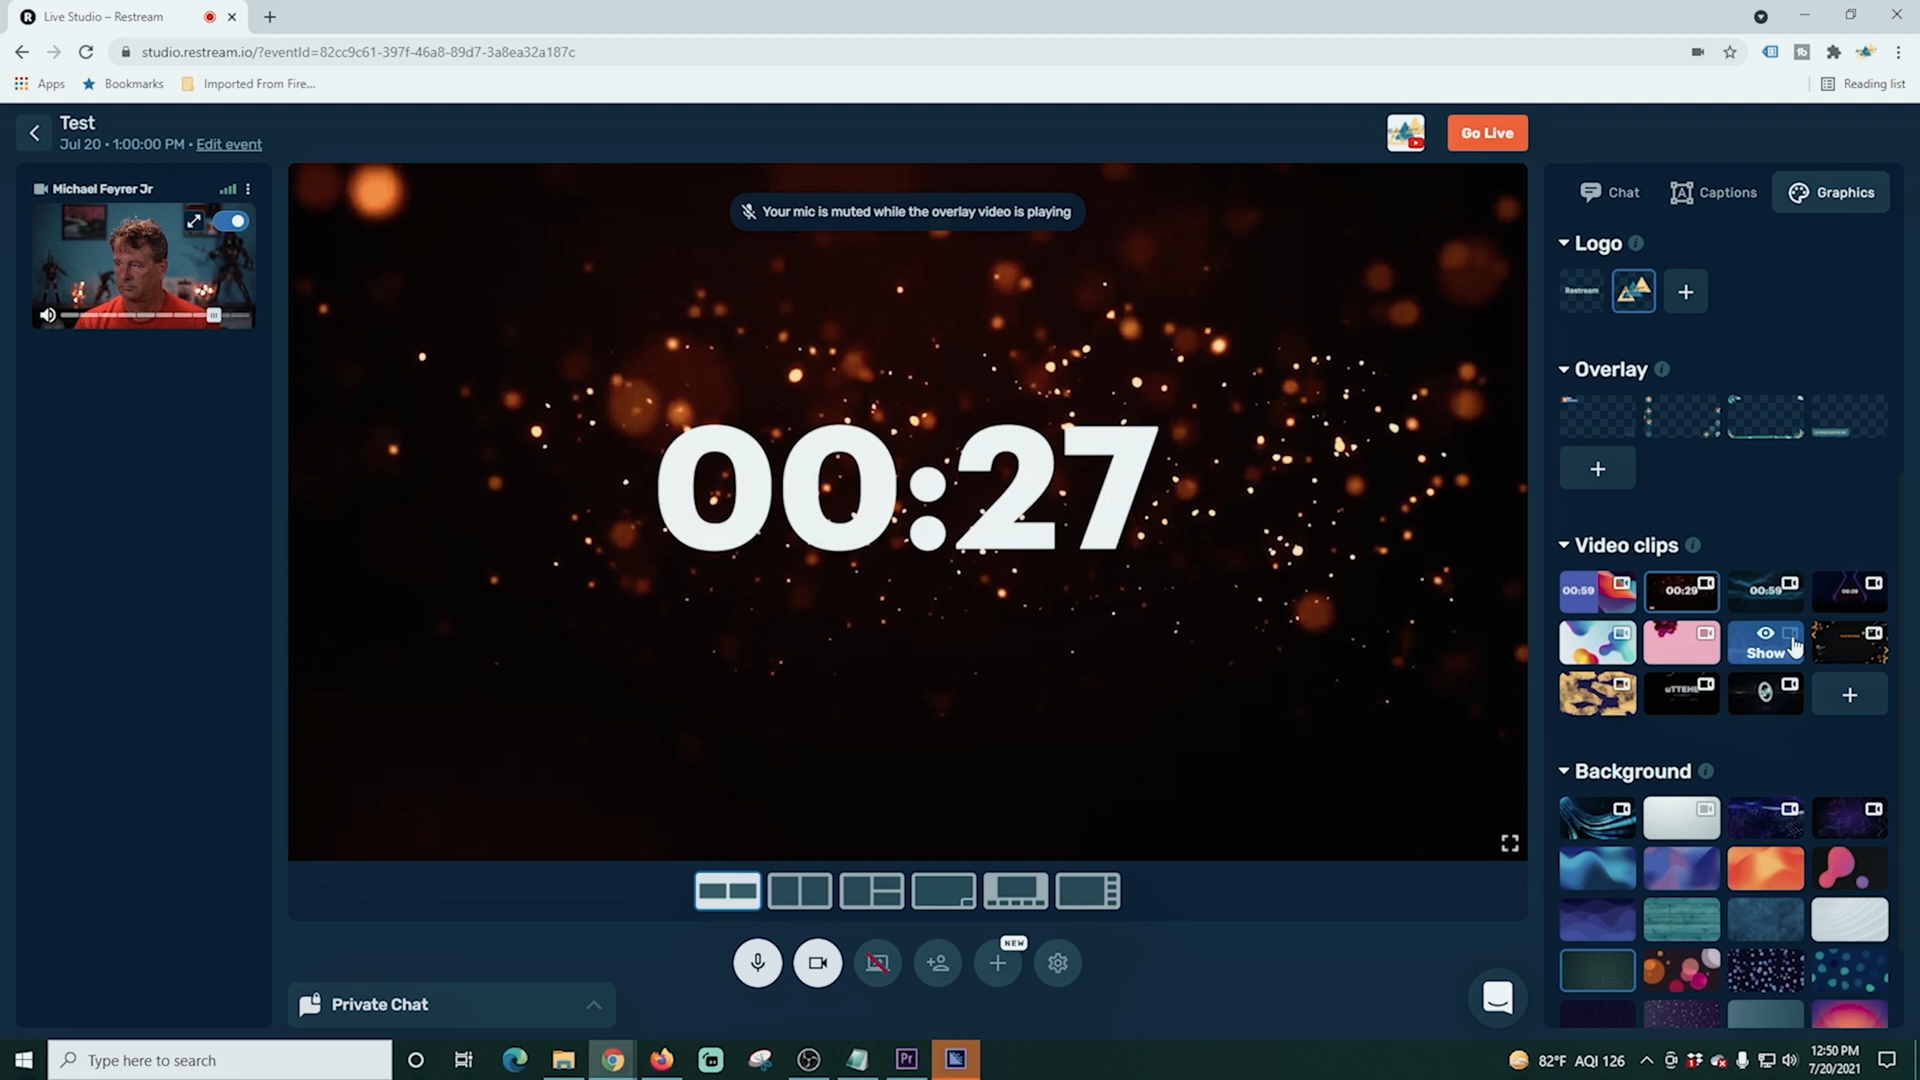 Live Studio – Restream
studio.restream.io/?eventId=82cc9c61-397f-46a8-89d7-3a8ea32a187c
Apps
Bookmarks
Imported From Fire...
Reading list
Test
Jul 20 • 1:00:00 PM • Edit event
Go Live
Michael Feyrer Jr
Your mic is muted while the overlay video is playing
00:27
Chat
Captions
Graphics
Logo
Restream
Overlay
Video clips
00:59
00:29
00:59
Show
UTTEHE
Background
NEW
Private Chat
Type here to search
Pr
82°F AQI 126
12:50 PM
7/20/2021